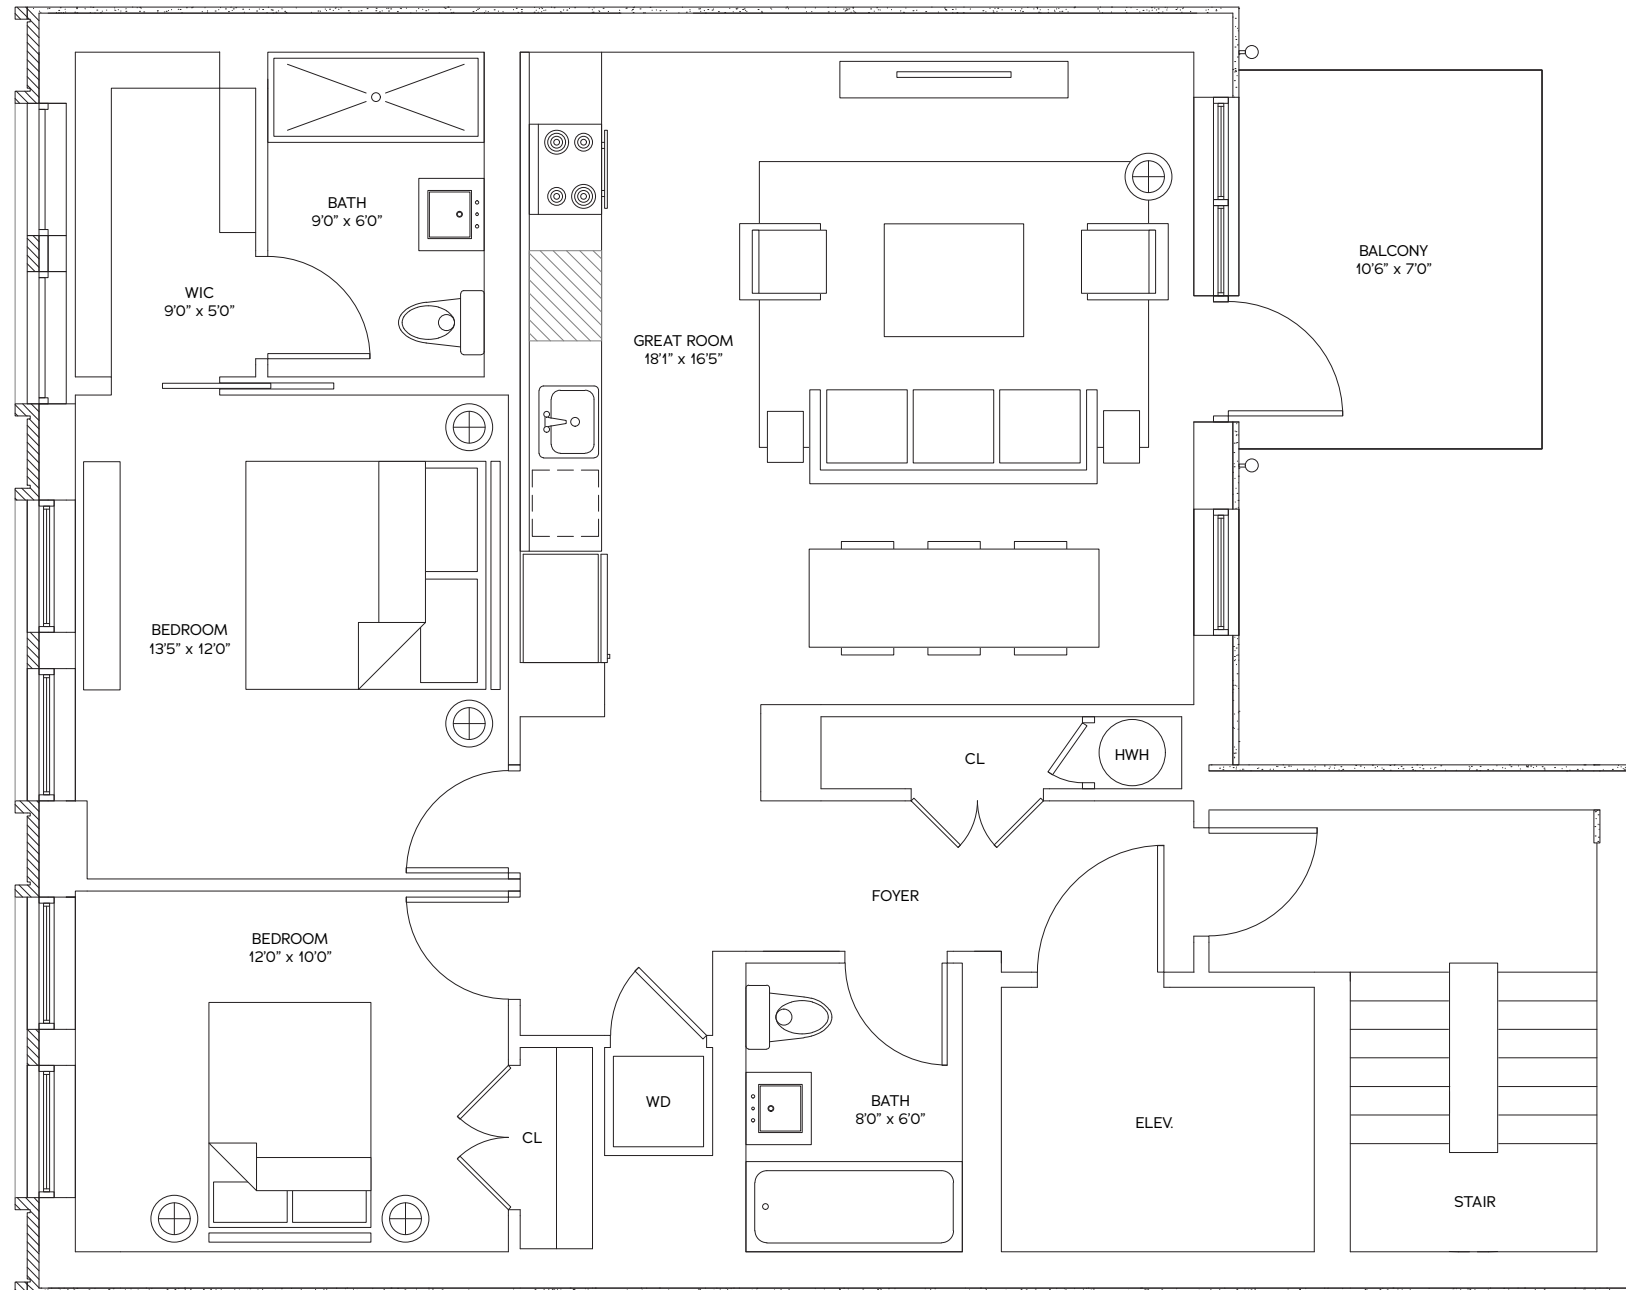 BATH
9'0" x 6'0"
WIC
9'0" x 5'0"
BALCONY
10'6" x 7'0"
GREAT ROOM
18'1" x 16'5"
BEDROOM
13'5" x 12'0"
CL
HWH
FOYER
BEDROOM
12'0" x 10'0"
WD
BATH
8'0" x 6'0"
ELEV.
CL
STAIR